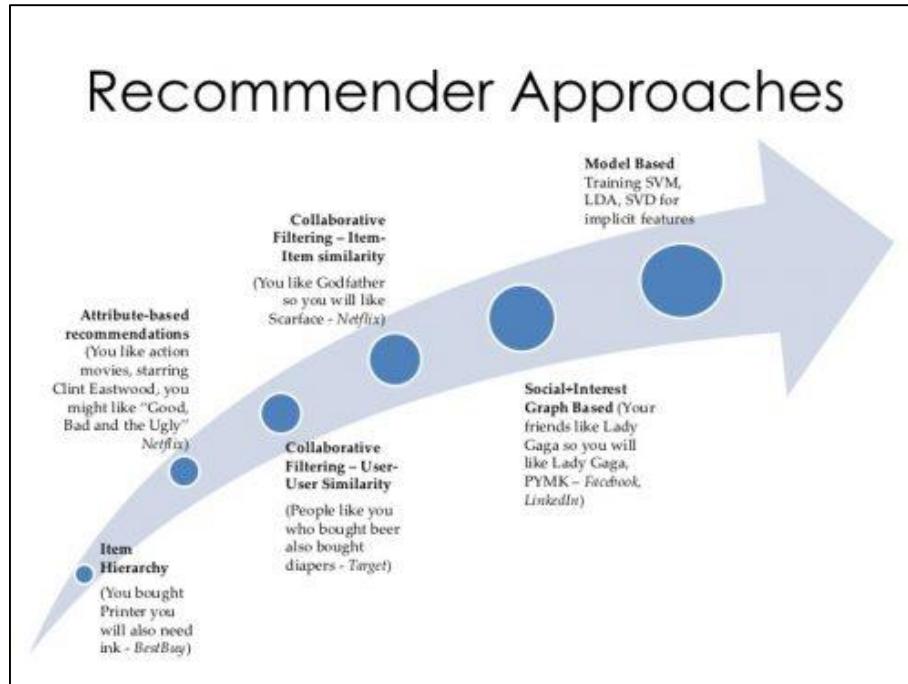 Recommender Approaches
Model Based
Training SVM,
LDA, SVD for
implicit features
Collaborative
Filtering – Item-
Item similarity
(You like Godfather
so you will like
Scarface - Netflix)
Attribute-based
recommendations
(You like action
movies, starring
Clint Eastwood, you
might like “Good,
Bad and the Ugly”
Netflix)
Collaborative
Filtering – User-
User Similarity
(People like you
who bought beer
also bought
diapers - Target)
Social+Interest
Graph Based (Your
friends like Lady
Gaga so you will
like Lady Gaga,
PYMK – Facebook,
LinkedIn)
Item
Hierarchy
(You bought
Printer you
will also need
ink - BestBuy)